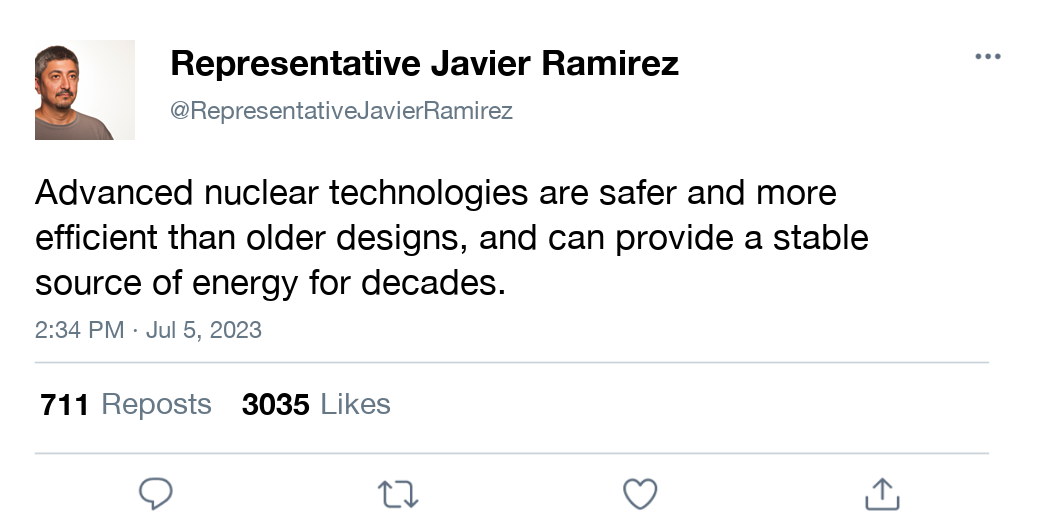 Representative Javier Ramirez
@RepresentativeJavierRamirez
Advanced nuclear technologies are safer and more
efficient than older designs, and can provide a stable
source of energy for decades.
2:34 PM · Jul 5, 2023
711 Reposts 3035 Likes